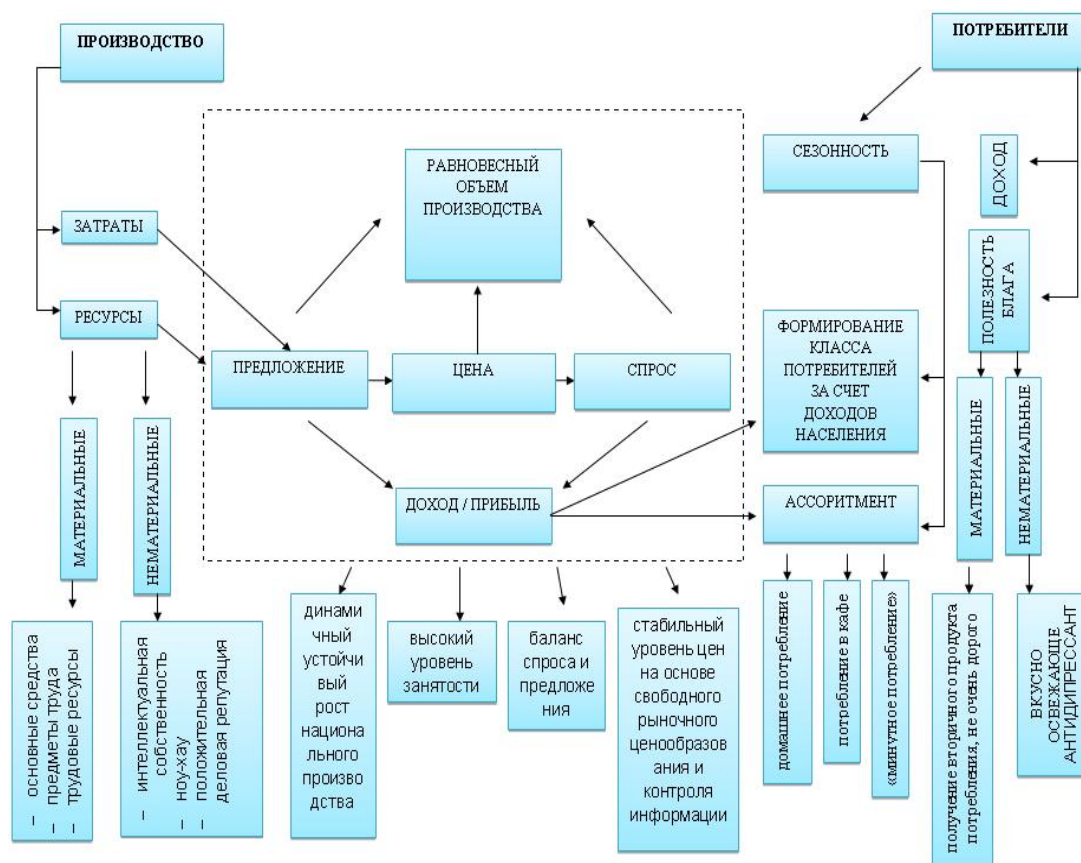 ПРОИЗВОДСТВО
ПОТРЕБИТЕЛИ
ЗАТРАТЫ
РЕСУРСЫ
РАВНОВЕСНЫЙ
ОБЪЕМ
ПРОИЗВОДСТВА
ПРЕДЛОЖЕНИЕ
ЦЕНА
СПРОС
ДОХОД / ПРИБЫЛЬ
СЕЗОННОСТЬ
ДОХОД
ПОЛЕЗНОСТЬ
БЛАГА
ФОРМИРОВАНИЕ
КЛАССА
ПОТРЕБИТЕЛЕЙ
ЗА СЧЕТ
ДОХОДОВ
НАСЕЛЕНИЯ
АССОРИТМЕНТ
МАТЕРИАЛЬНЫЕ
НЕМАТЕРИАЛЬНЫЕ
МАТЕРИАЛЬНЫЕ
НЕМАТЕРИАЛЬНЫЕ
– основные средства
– предметы труда
– трудовые ресурсы
– интеллектуальная
собственность
– ноу-хау
– положительная
деловая репутация
динами
чный
устойчи
вый
рост
национа
льного
произво
дства
высокий
уровень
занятости
баланс
спроса и
предложе
ния
стабильный
уровень цен
на основе
свободного
рыночного
ценообразов
ания и
контроля
информации
домашнее потребление
потребление в кафе
«минутное потребление»
получение вторичного продукта
потребления, не очень дорого
ВКУСНО
ОСВЕЖАЮЩЕ
АНТИДИПРЕССАНТ